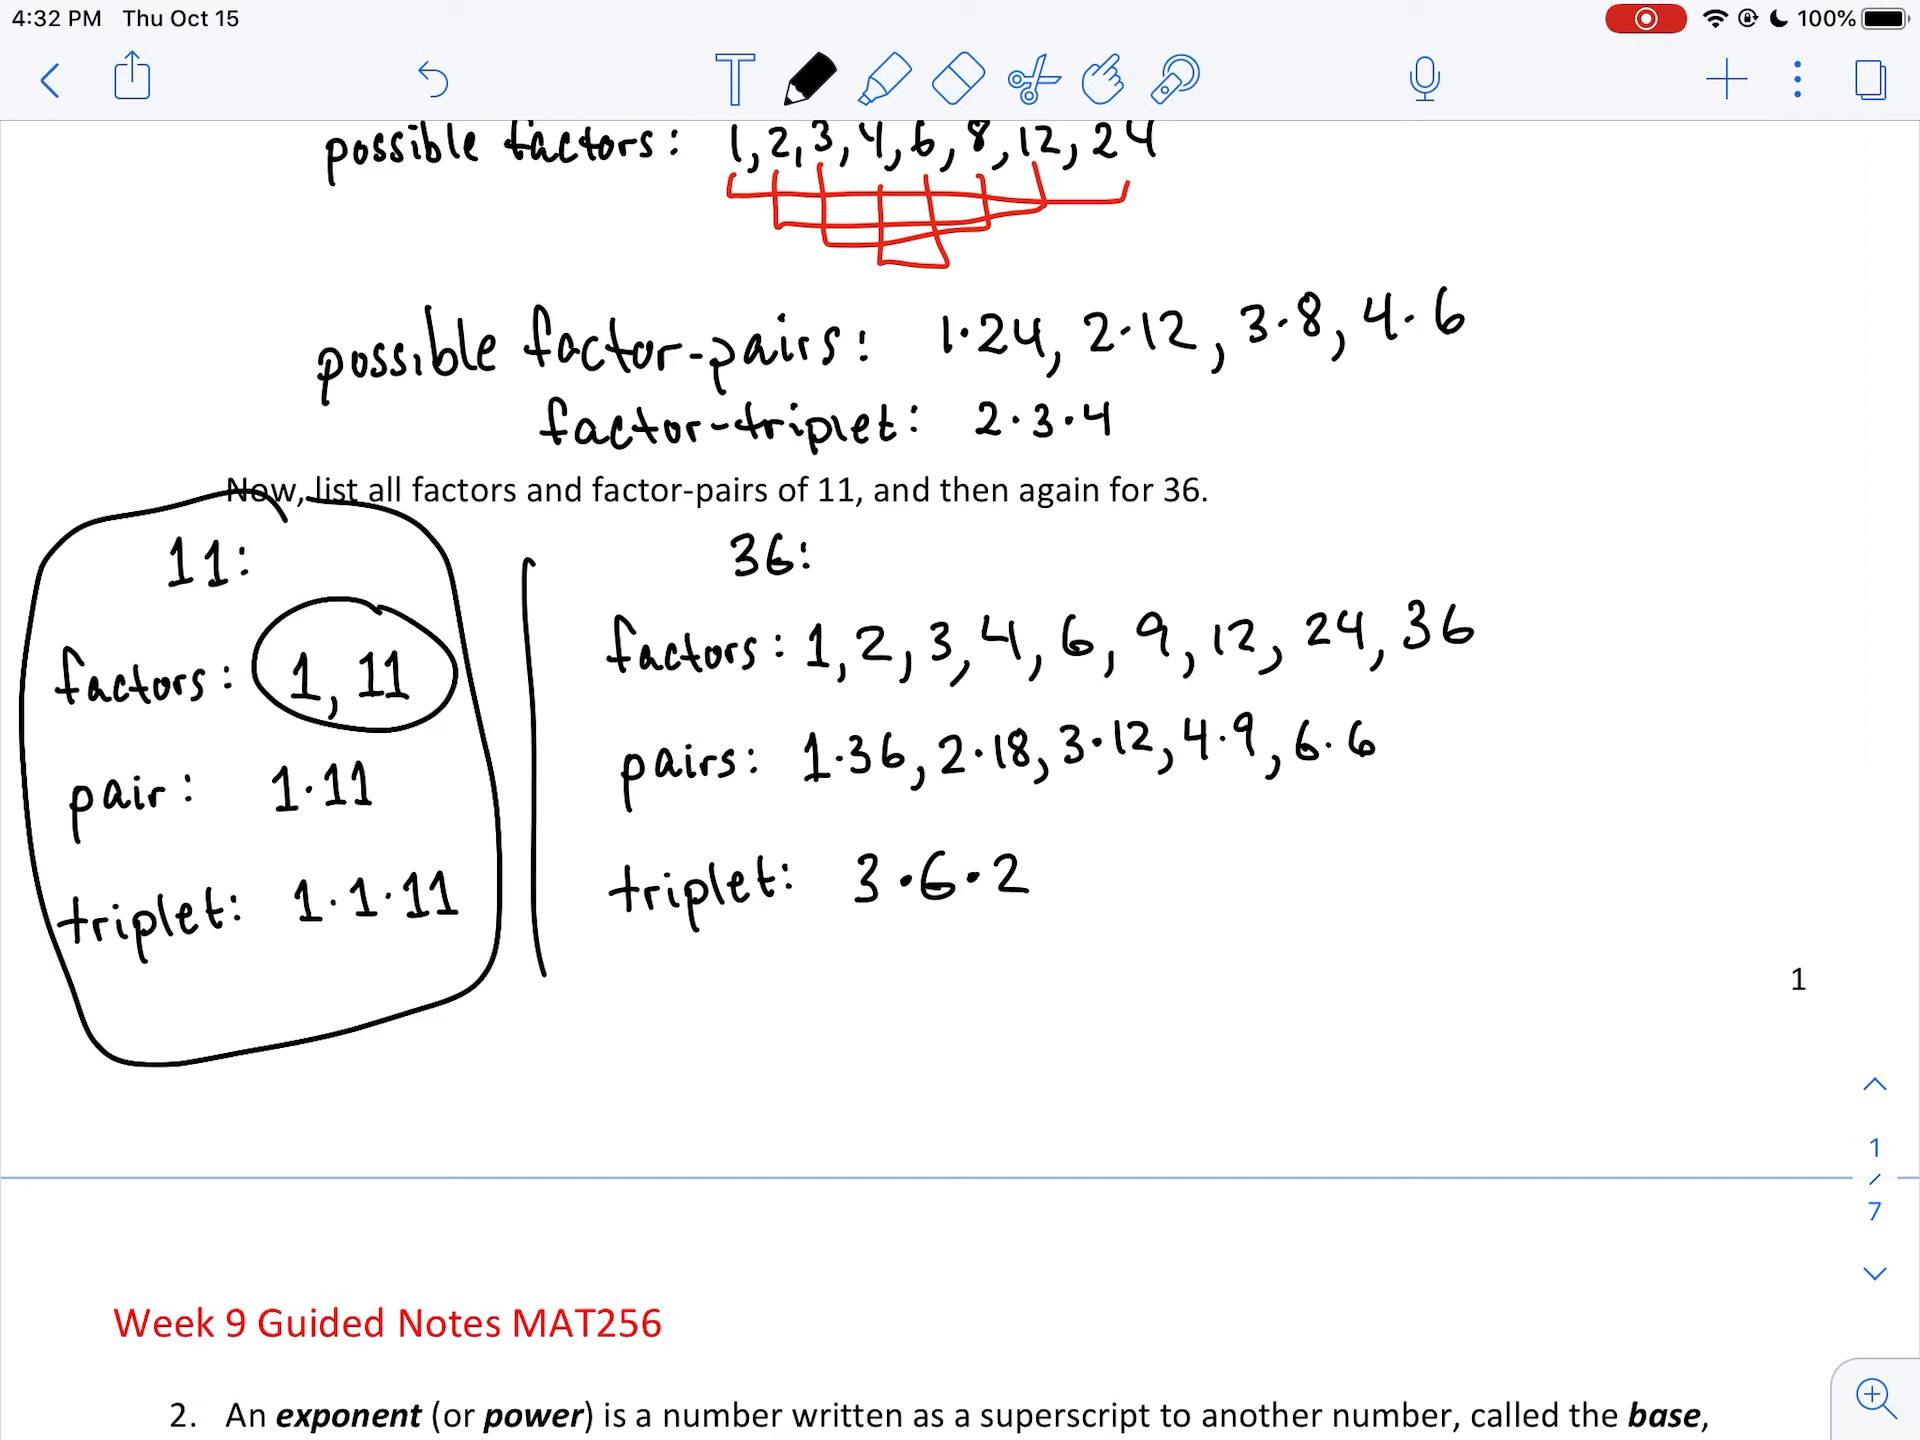 4:32 PM Thu Oct 15
100%
possible factors: 1, 2, 3, 4, 6, 8, 12, 24
possible factor-pairs: 1·24, 2·12, 3·8, 4·6
factor-triplet: 2·3·4
Now, list all factors and factor-pairs of 11, and then again for 36.
11:
factors: 1, 11
pair: 1·11
triplet: 1·1·11
36:
factors: 1, 2, 3, 4, 6, 9, 12, 24, 36
pairs: 1·36, 2·18, 3·12, 4·9, 6·6
triplet: 3·6·2
1
1
/
7
Week 9 Guided Notes MAT256
2. An exponent (or power) is a number written as a superscript to another number, called the base,